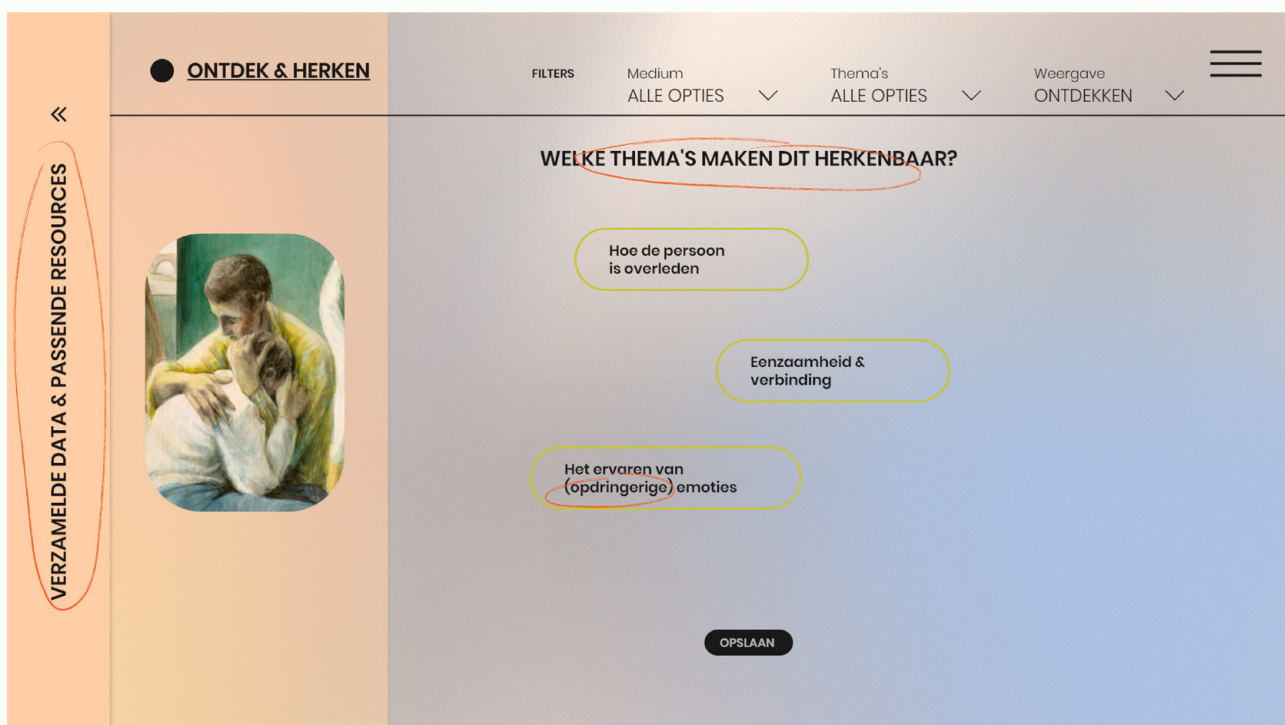 VERZAMELDE DATA & PASSENDE RESOURCES
ONTDEK & HERKEN
FILTERS
Medium
ALLE OPTIES
Thema's
ALLE OPTIES
Weergave
ONTDEKKEN
WELKE THEMA'S MAKEN DIT HERKENBAAR?
Hoe de persoon
is overleden
Eenzaamheid &
verbinding
Het ervaren van
(opdringerige) emoties
OPSLAAN